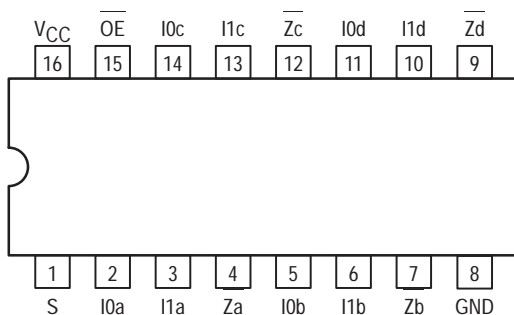 VCC OE I0c I1c Zc I0d I1d Zd
16 15 14 13 12 11 10 9
1 2 3 4 5 6 7 8
S I0a I1a Za I0b I1b Zb GND